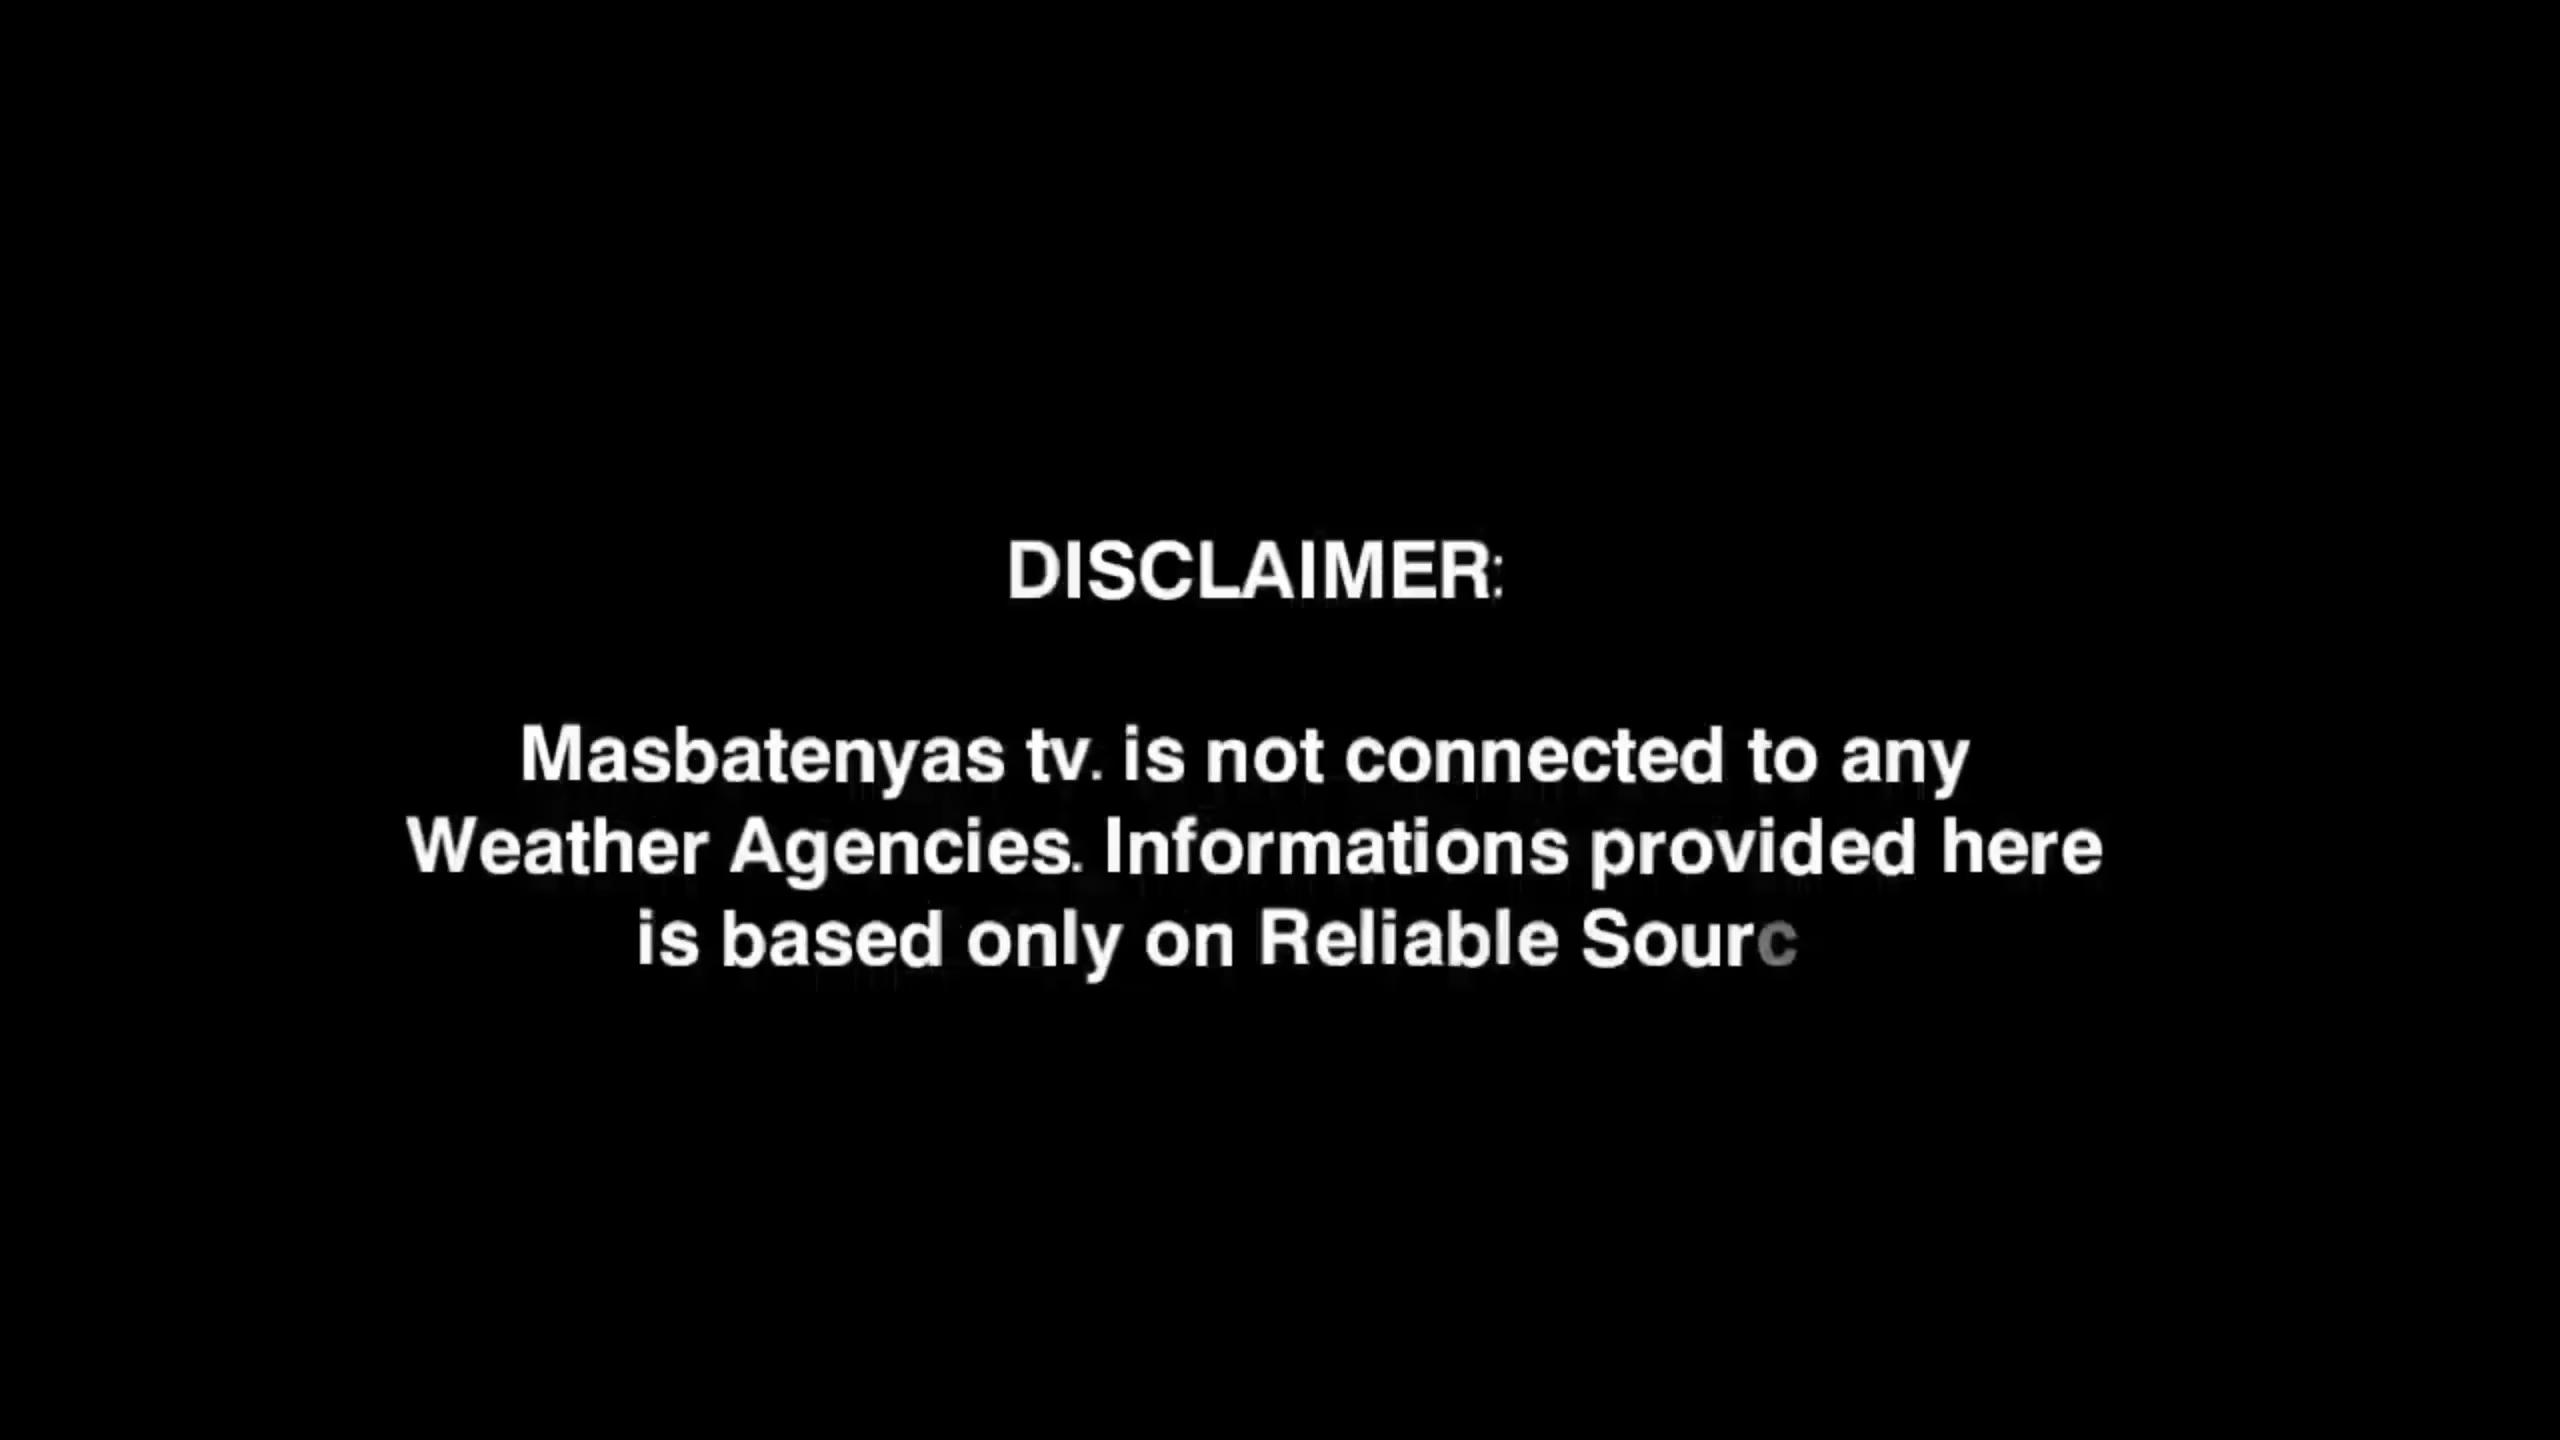 DISCLAIMER:
Masbatenyas tv. is not connected to any
Weather Agencies. Informations provided here
is based only on Reliable Sourc